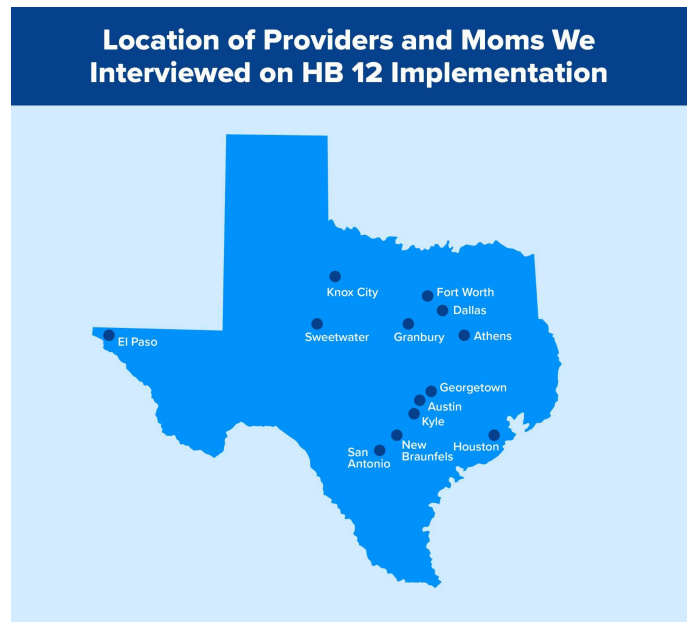 Location of Providers and Moms We
Interviewed on HB 12 Implementation
Knox City
Fort Worth
Dallas
Sweetwater
Granbury
Athens
El Paso
Georgetown
Austin
Kyle
New
Braunfels
Houston
San
Antonio